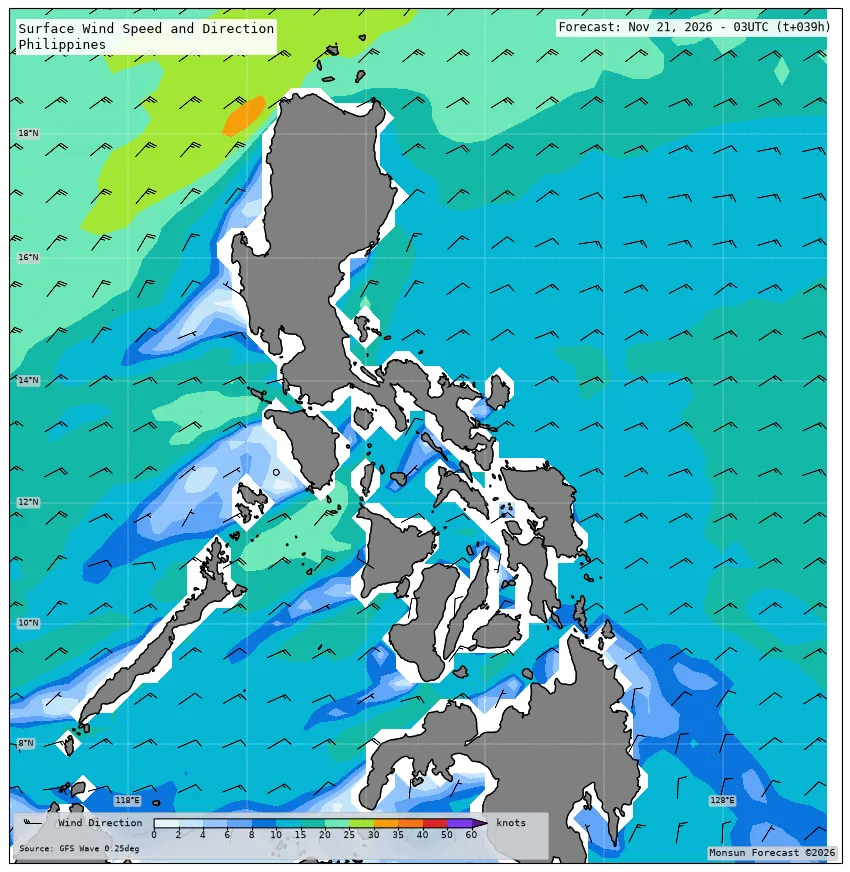 Surface Wind Speed and Direction
Philippines
Forecast: Nov 21, 2026 - 03UTC (t+039h)
18°N
16°N
14°N
12°N
10°N
8°N
118°E
128°E
Wind Direction
0 2 4 6 8 10 15 20 25 30 35 40 50 60
knots
Source: GFS Wave 0.25deg
Monsun Forecast ©2026